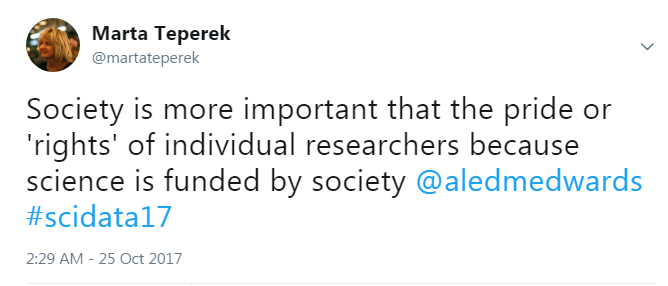 Marta Teperek
@martateperek
Society is more important that the pride or
'rights' of individual researchers because
science is funded by society @aledmedwards
#scidata17
2:29 AM - 25 Oct 2017